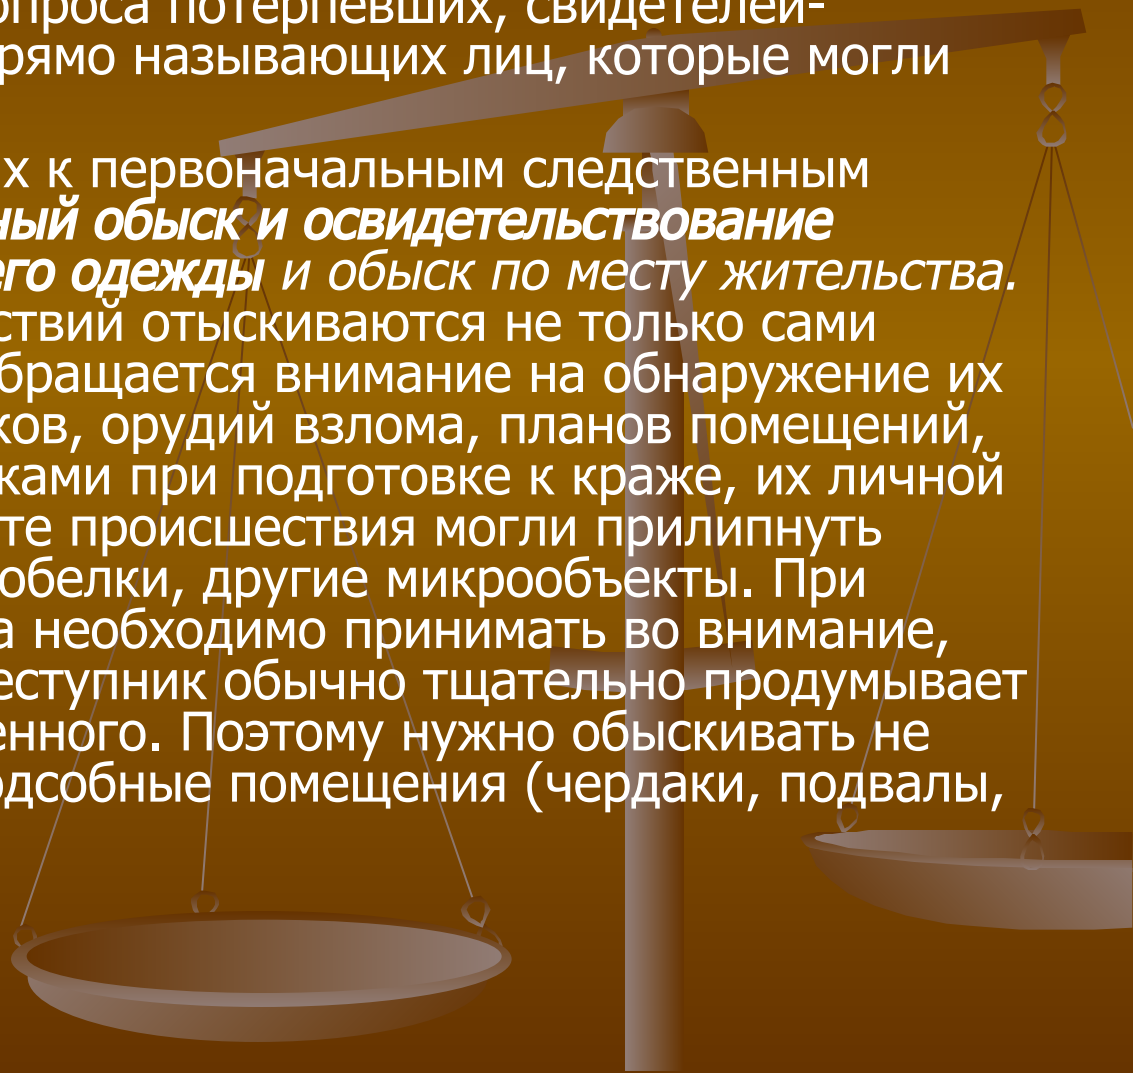 опроса потерпевших, свидетелей-
рямо называющих лиц, которые могли
х к первоначальным следственным
ный обыск и освидетельствование
его одежды и обыск по месту жительства.
ствий отыскиваются не только сами
бращается внимание на обнаружение их
ков, орудий взлома, планов помещений,
ками при подготовке к краже, их личной
те происшествия могли прилипнуть
обелки, другие микрообъекты. При
а необходимо принимать во внимание,
еступник обычно тщательно продумывает
енного. Поэтому нужно обыскивать не
одсобные помещения (чердаки, подвалы,